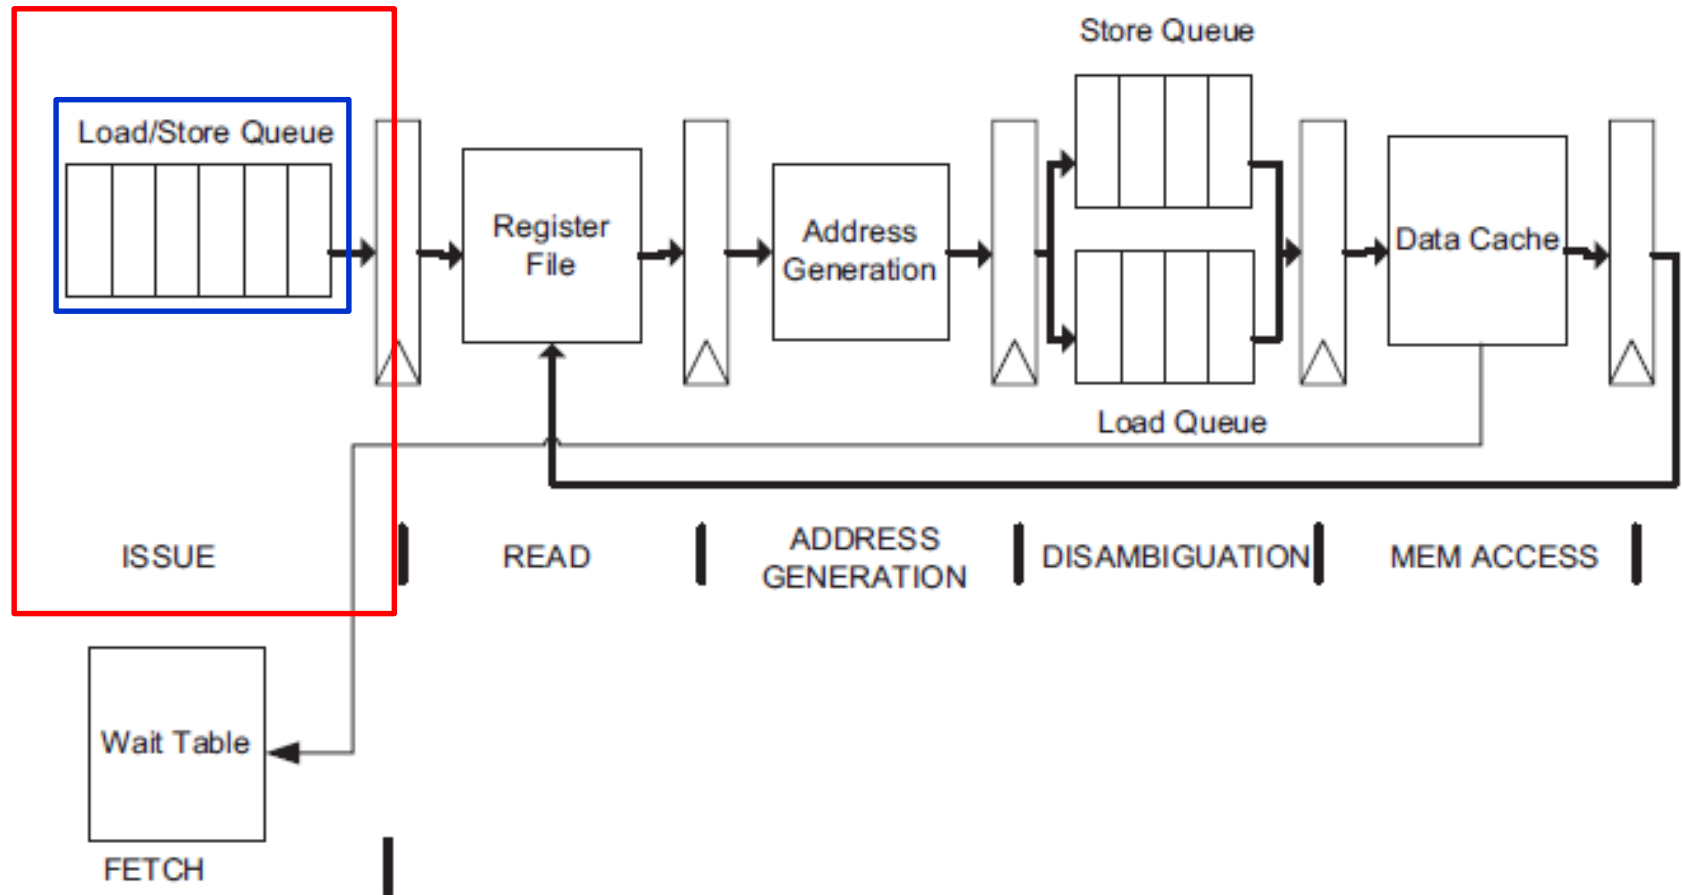 Store Queue
Load/Store Queue
Register
File
Address
Generation
Data Cache
Load Queue
ISSUE
READ
ADDRESS
GENERATION
DISAMBIGUATION
MEM ACCESS
Wait Table
FETCH